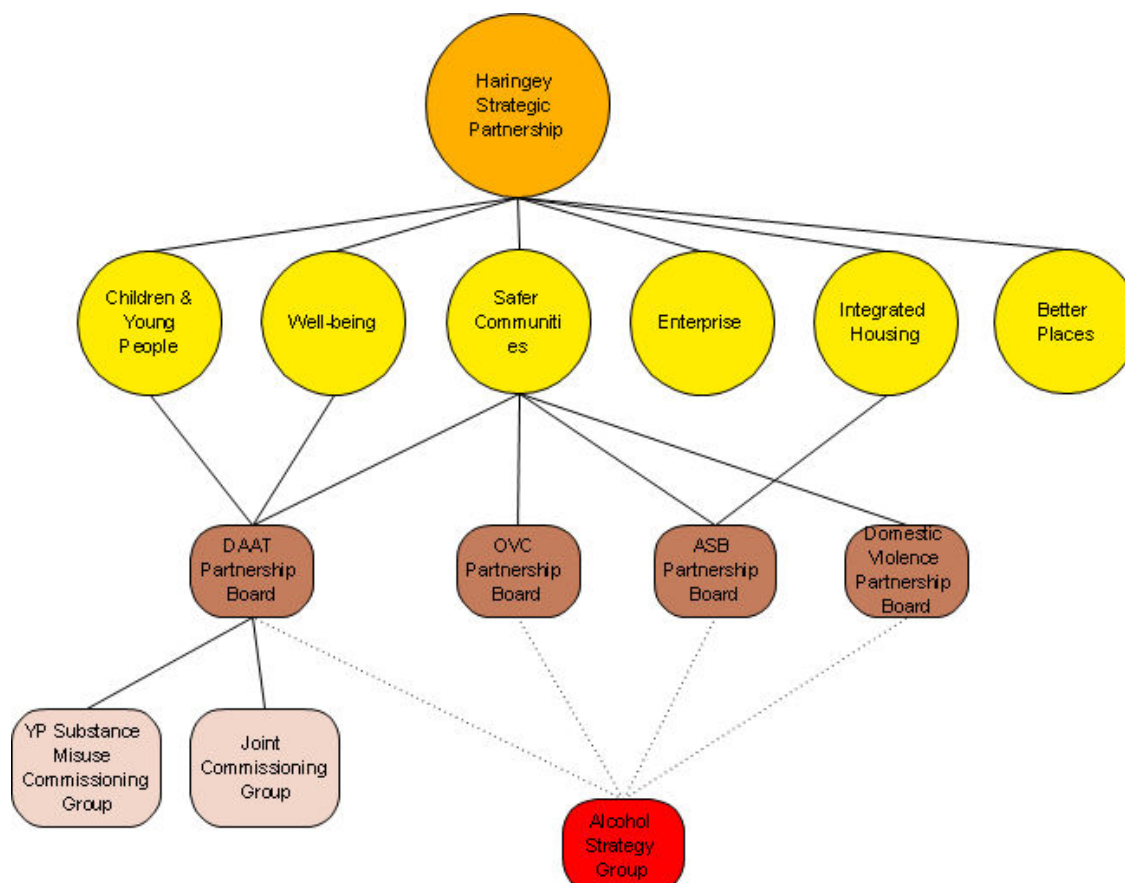 Haringey
Strategic
Partnership
Children &
Young
People
Well-being
Safer
Communiti
es
Enterprise
Integrated
Housing
Better
Places
DAAT
Partnership
Board
OVC
Partnership
Board
ASB
Partnership
Board
Domestic
Violence
Partnership
Board
YP Substance
Misuse
Commissioning
Group
Joint
Commissioning
Group
Alcohol
Strategy
Group